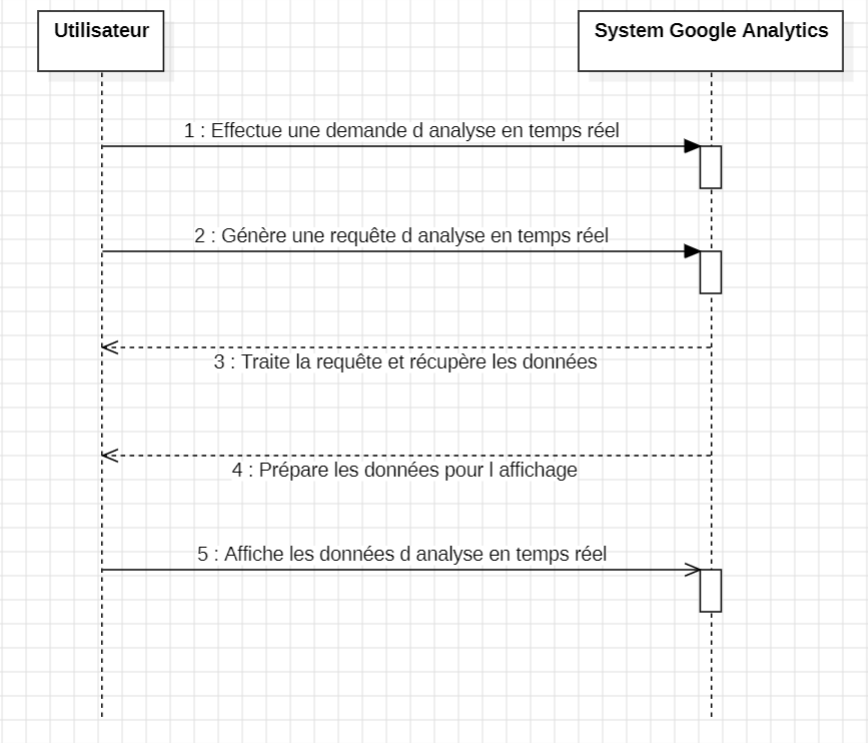 Utilisateur
System Google Analytics
1 : Effectue une demande d analyse en temps réel
2 : Génère une requête d analyse en temps réel
3 : Traite la requête et récupère les données
4 : Prépare les données pour l affichage
5 : Affiche les données d analyse en temps réel